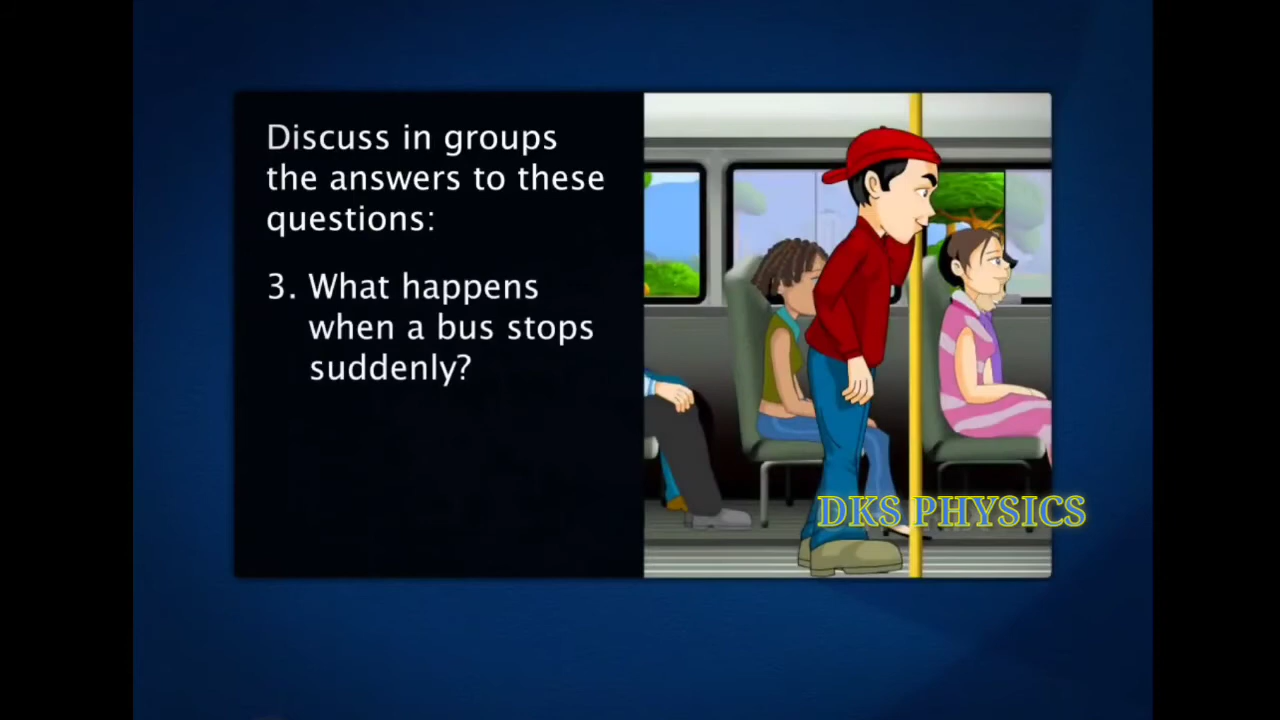 Discuss in groups
the answers to these
questions:
3. What happens
when a bus stops
suddenly?
DKS PHYSICS